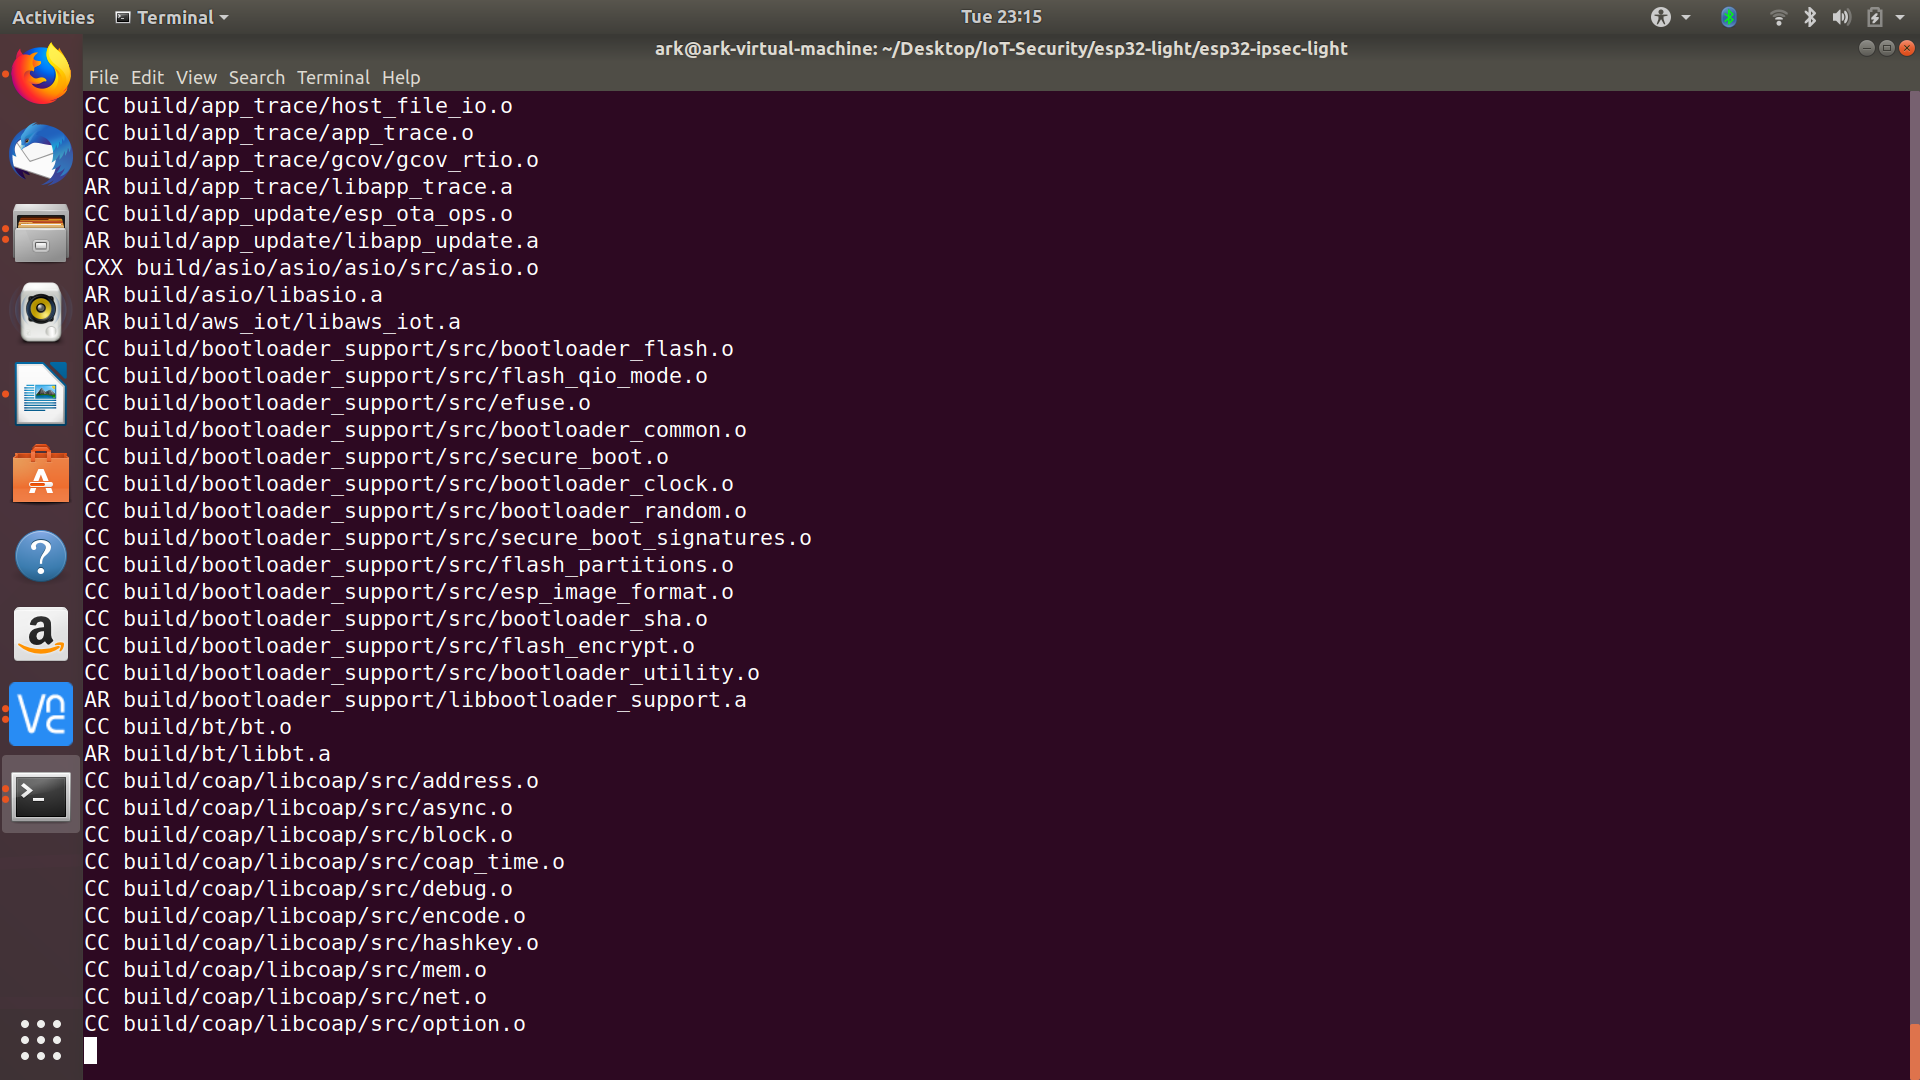 Activities Terminal Tue 23:15
ark@ark-virtual-machine: ~/Desktop/IoT-Security/esp32-light/esp32-ipsec-light
File Edit View Search Terminal Help
CC build/app_trace/host_file_io.o
CC build/app_trace/app_trace.o
CC build/app_trace/gcov/gcov_rtio.o
AR build/app_trace/libapp_trace.a
CC build/app_update/esp_ota_ops.o
AR build/app_update/libapp_update.a
CXX build/asio/asio/asio/src/asio.o
AR build/asio/libasio.a
AR build/aws_iot/libaws_iot.a
CC build/bootloader_support/src/bootloader_flash.o
CC build/bootloader_support/src/flash_qio_mode.o
CC build/bootloader_support/src/efuse.o
CC build/bootloader_support/src/bootloader_common.o
CC build/bootloader_support/src/secure_boot.o
CC build/bootloader_support/src/bootloader_clock.o
CC build/bootloader_support/src/bootloader_random.o
CC build/bootloader_support/src/secure_boot_signatures.o
CC build/bootloader_support/src/flash_partitions.o
CC build/bootloader_support/src/esp_image_format.o
CC build/bootloader_support/src/bootloader_sha.o
CC build/bootloader_support/src/flash_encrypt.o
CC build/bootloader_support/src/bootloader_utility.o
AR build/bootloader_support/libbootloader_support.a
CC build/bt/bt.o
AR build/bt/libbt.a
CC build/coap/libcoap/src/address.o
CC build/coap/libcoap/src/async.o
CC build/coap/libcoap/src/block.o
CC build/coap/libcoap/src/coap_time.o
CC build/coap/libcoap/src/debug.o
CC build/coap/libcoap/src/encode.o
CC build/coap/libcoap/src/hashkey.o
CC build/coap/libcoap/src/mem.o
CC build/coap/libcoap/src/net.o
CC build/coap/libcoap/src/option.o